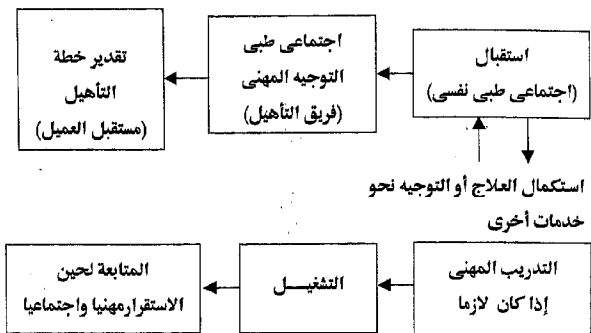 استقبال
(اجتماعى طبى نفسى)
اجتماعى طبى
التوجيه المهنى
(فريق التأهيل)
تقدير خطة
التأهيل
(مستقبل العميل)
استكمال العلاج أو التوجيه نحو
خدمات أخرى
التدريب المهنى
إذا كان لازما
التشغيــل
المتابعة لحين
الاستقرارمهنيا واجتماعيا